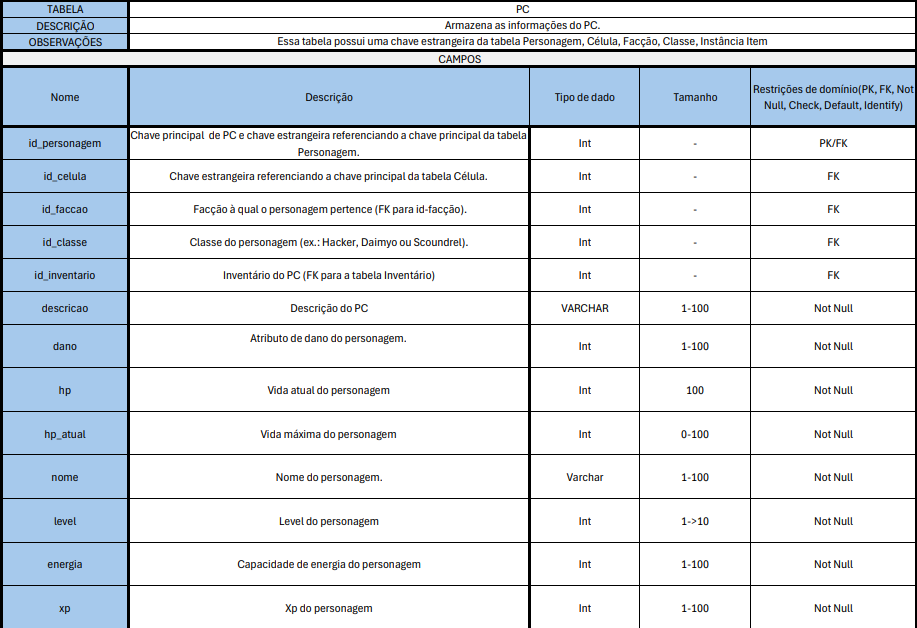 TABELA PC
DESCRIÇÃO Armazena as informações do PC.
OBSERVAÇÕES Essa tabela possui uma chave estrangeira da tabela Personagem, Célula, Facção, Classe, Instância Item
CAMPOS
Nome Descrição Tipo de dado Tamanho Restrições de domínio(PK, FK, Not
Null, Check, Default, Identify)
id_personagem Chave principal de PC e chave estrangeira referenciando a chave principal da tabela
Personagem. Int - PK/FK
id_celula Chave estrangeira referenciando a chave principal da tabela Célula. Int - FK
id_faccao Facção à qual o personagem pertence (FK para id-facção). Int - FK
id_classe Classe do personagem (ex.: Hacker, Daimyo ou Scoundrel). Int - FK
id_inventário Inventário do PC (FK para a tabela Inventário) Int - FK
descricao Descrição do PC VARCHAR 1-100 Not Null
dano Atributo de dano do personagem. Int 1-100 Not Null
hp Vida atual do personagem Int 100 Not Null
hp_atual Vida máxima do personagem Int 0-100 Not Null
nome Nome do personagem. Varchar 1-100 Not Null
level Level do personagem Int 1->10 Not Null
energia Capacidade de energia do personagem Int 1-100 Not Null
xp Xp do personagem Int 1-100 Not Null